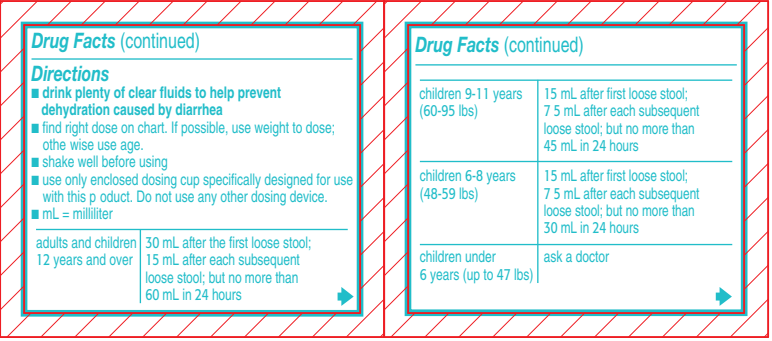 Drug Facts (continued)
Directions
■ drink plenty of clear fluids to help prevent
dehydration caused by diarrhea
■ find right dose on chart. If possible, use weight to dose;
othe wise use age.
■ shake well before using
■ use only enclosed dosing cup specifically designed for use
with this p oduct. Do not use any other dosing device.
■ mL = milliliter
adults and children
12 years and over
30 mL after the first loose stool;
15 mL after each subsequent
loose stool; but no more than
60 mL in 24 hours
Drug Facts (continued)
children 9-11 years
(60-95 lbs)
15 mL after first loose stool;
7 5 mL after each subsequent
loose stool; but no more than
45 mL in 24 hours
children 6-8 years
(48-59 lbs)
15 mL after first loose stool;
7 5 mL after each subsequent
loose stool; but no more than
30 mL in 24 hours
children under
6 years (up to 47 lbs)
ask a doctor